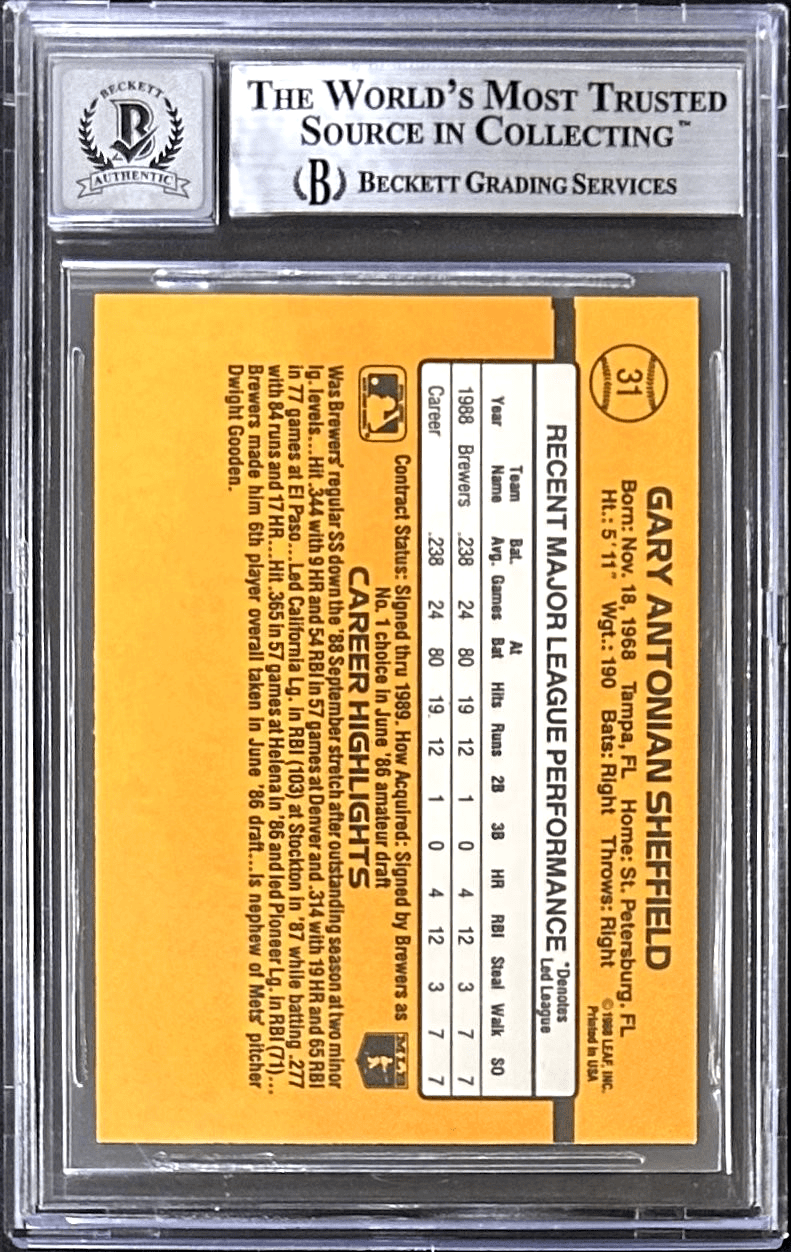 BECKETT
B
AUTHENTIC
THE WORLD'S MOST TRUSTED
SOURCE IN COLLECTING™
(B) BECKETT GRADING SERVICES
31
GARY ANTONIAN SHEFFIELD
Born: Nov. 18, 1968 Tampa, FL Home: St. Petersburg, FL
Ht.: 5'11" Wgt.: 190 Bats: Right Throws: Right
©1988 LEAF, INC.
Printed in USA
RECENT MAJOR LEAGUE PERFORMANCE
*Denotes
Led League
Year Team Name Bat. Avg. Games At Bat Hits Runs 2B 3B HR RBI Steal Walk SO
1988 Brewers .238 24 80 19 12 1 0 4 12 3 7 7
Career .238 24 80 19 12 1 0 4 12 3 7 7
Contract Status: Signed thru 1989. How Acquired: Signed by Brewers as
No. 1 choice in June '86 amateur draft
MLB
CAREER HIGHLIGHTS
Was Brewers' regular SS down the '88 September stretch after outstanding season at two minor
lg. levels...Hit .344 with 9 HR and 54 RBI in 57 games at Denver and .314 with 19 HR and 65 RBI
in 77 games at El Paso...Led California Lg. in RBI (103) at Stockton in '87 while batting .277
with 84 runs and 17 HR...Hit .365 in 57 games at Helena in '86 and led Pioneer Lg. in RBI (71)...
Brewers made him 6th player overall taken in June '86 draft...Is nephew of Mets' pitcher
Dwight Gooden.